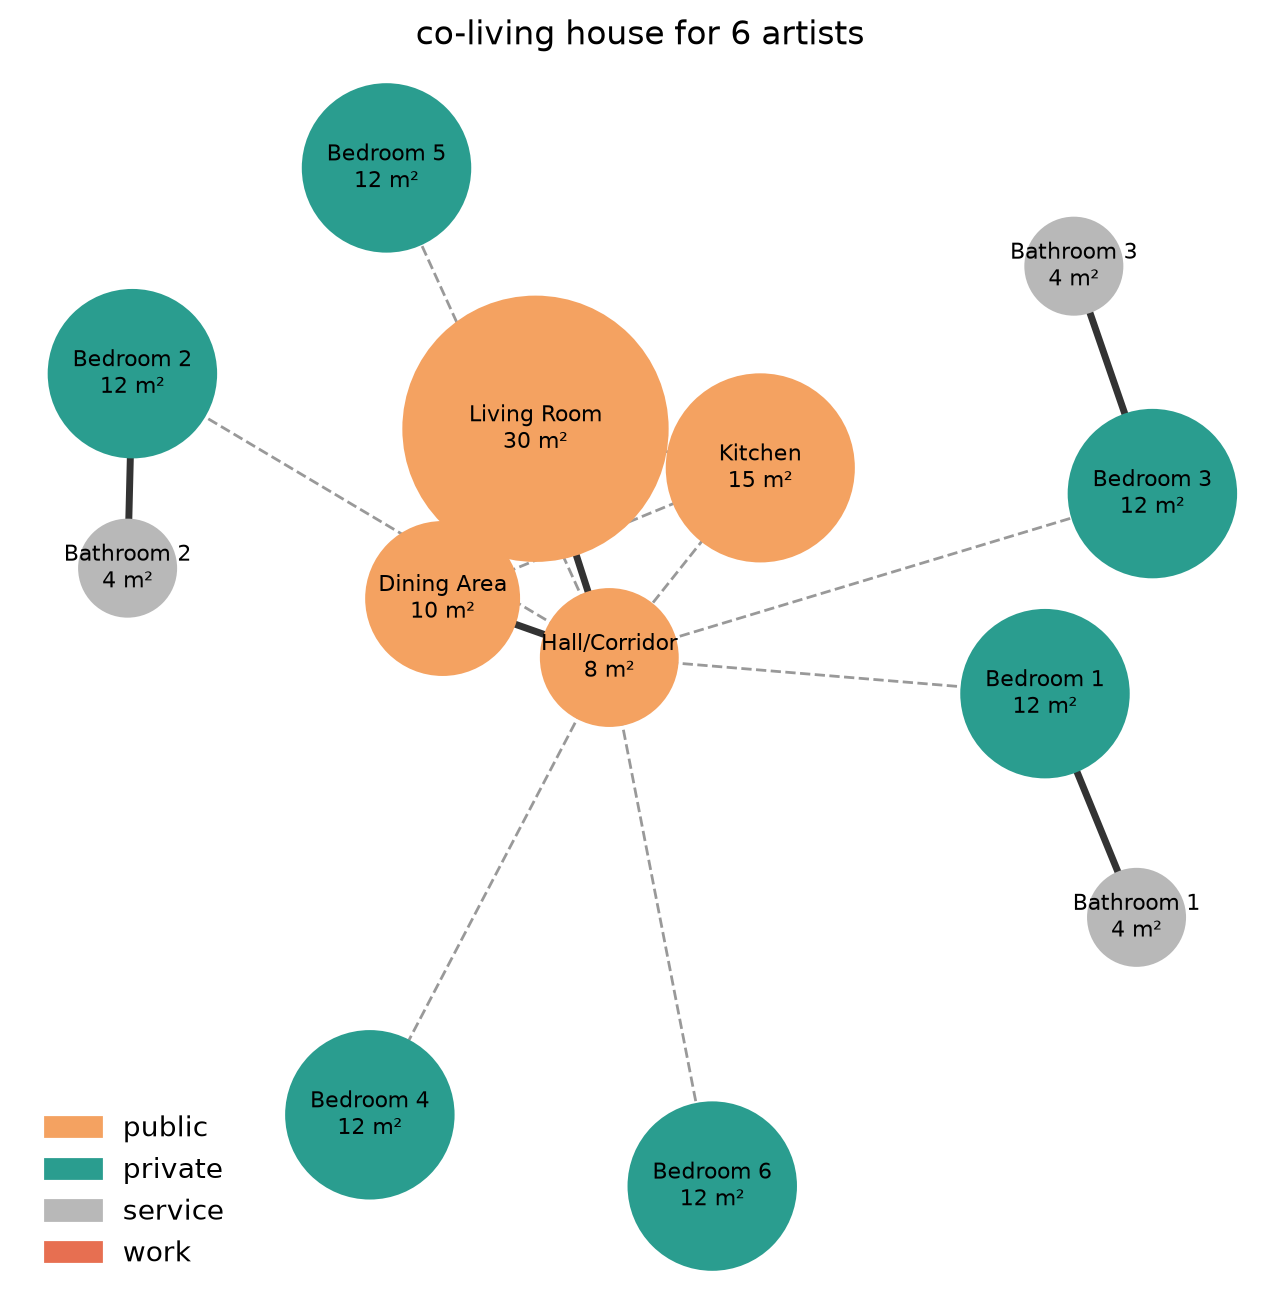 co-living house for 6 artists
Bedroom 5
12 m²
Bathroom 3
4 m²
Bedroom 2
12 m²
Living Room
30 m²
Kitchen
15 m²
Bedroom 3
12 m²
Bathroom 2
4 m²
Dining Area
10 m²
Hall/Corridor
8 m²
Bedroom 1
12 m²
Bathroom 1
4 m²
Bedroom 4
12 m²
Bedroom 6
12 m²
public
private
service
work